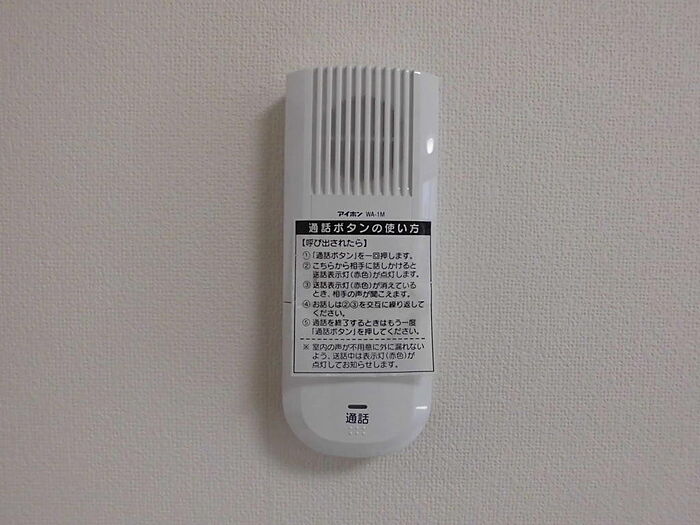 アイホン WA-1M
通話ボタンの使い方
【呼び出されたら】
①「通話ボタン」を一回押します。
②こちらから相手に話しかけると
送話表示灯(赤色)が点灯します。
③送話表示灯(赤色)が消えている
とき、相手の声が聞こえます。
④お話しは②③を交互に繰り返して
ください。
⑤通話を終了するときはもう一度
「通話ボタン」を押してください。
※室内の声が不用意に外に漏れない
よう、送話中は表示灯(赤色)が
点灯してお知らせします。
通話